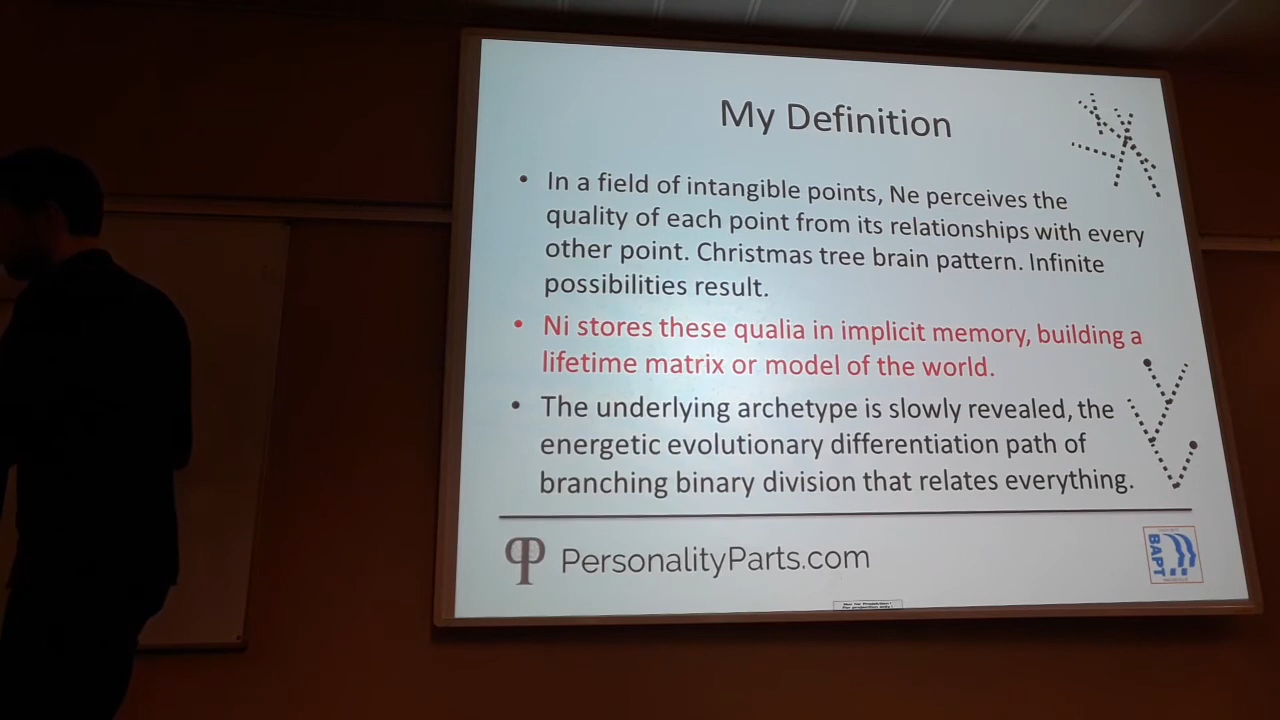 My Definition
• In a field of intangible points, Ne perceives the
quality of each point from its relationships with every
other point. Christmas tree brain pattern. Infinite
possibilities result.
• Ni stores these qualia in implicit memory, building a
lifetime matrix or model of the world.
• The underlying archetype is slowly revealed, the
energetic evolutionary differentiation path of
branching binary division that relates everything.
PersonalityParts.com
BAPT